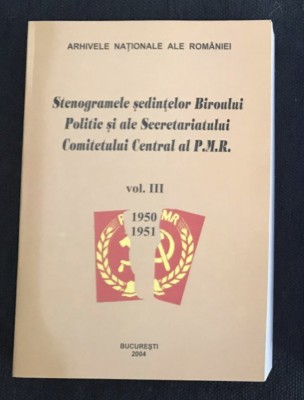 ARHIVELE NAȚIONALE ALE ROMÂNIEI
Stenogramele ședințelor Biroului
Politic și ale Secretariatului
Comitetului Central al P.M.R.
vol. III
1950
1951
MR
BUCUREȘTI
2004